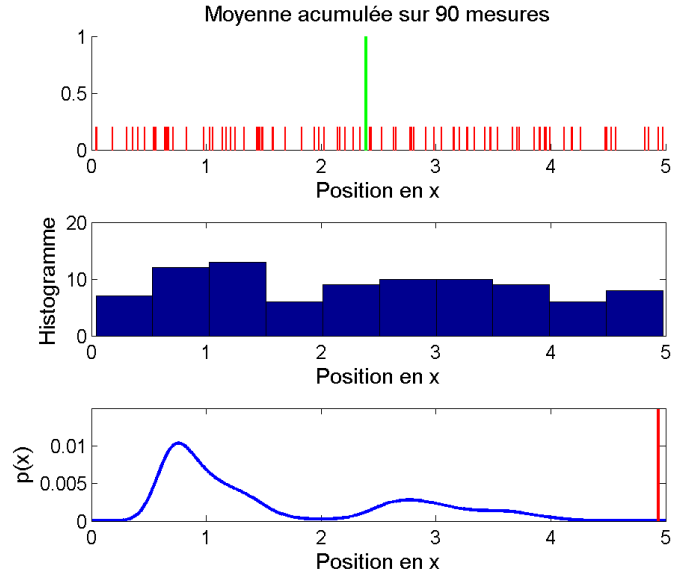 Moyenne acumulée sur 90 mesures
1
0.5
0
0 1 2 3 4 5
Position en x
Histogramme
20
10
0
0 1 2 3 4 5
Position en x
p(x)
0.01
0.005
0
0 1 2 3 4 5
Position en x